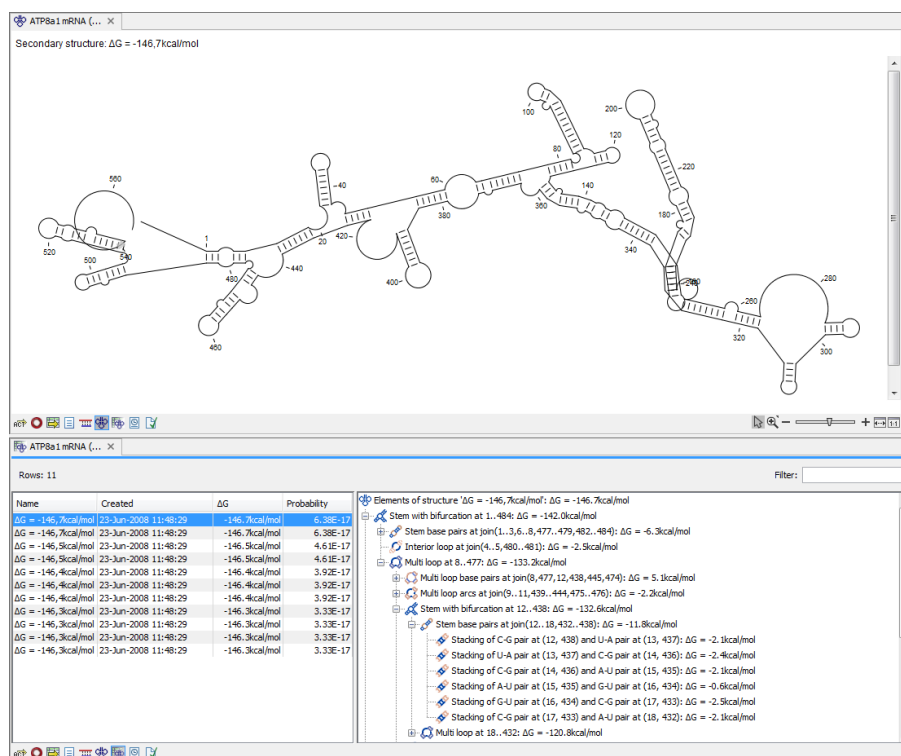 ATP8a1 mRNA (...
Secondary structure: ΔG = -146,7kcal/mol
100
200
120
80
560
60
40
140
220
180
380
360
1
20
420
340
520
540
500
480
440
400
280
260
460
320
300
ATP8a1 mRNA (...
Rows: 11
Filter:
Name Created ΔG Probability
ΔG = -146,7kcal/mol 23-Jun-2008 11:48:29 -146.7kcal/mol 6.38E-17
ΔG = -146,7kcal/mol 23-Jun-2008 11:48:29 -146.7kcal/mol 6.38E-17
ΔG = -146,5kcal/mol 23-Jun-2008 11:48:29 -146.5kcal/mol 4.61E-17
ΔG = -146,5kcal/mol 23-Jun-2008 11:48:29 -146.5kcal/mol 4.61E-17
ΔG = -146,4kcal/mol 23-Jun-2008 11:48:29 -146.4kcal/mol 3.92E-17
ΔG = -146,4kcal/mol 23-Jun-2008 11:48:29 -146.4kcal/mol 3.92E-17
ΔG = -146,4kcal/mol 23-Jun-2008 11:48:29 -146.4kcal/mol 3.92E-17
ΔG = -146,3kcal/mol 23-Jun-2008 11:48:29 -146.3kcal/mol 3.33E-17
ΔG = -146,3kcal/mol 23-Jun-2008 11:48:29 -146.3kcal/mol 3.33E-17
ΔG = -146,3kcal/mol 23-Jun-2008 11:48:29 -146.3kcal/mol 3.33E-17
ΔG = -146,3kcal/mol 23-Jun-2008 11:48:29 -146.3kcal/mol 3.33E-17
Elements of structure 'ΔG = -146,7kcal/mol': ΔG = -146.7kcal/mol
Stem with bifurcation at 1..484: ΔG = -142.0kcal/mol
Stem base pairs at join(1..3,6..8,477..479,482..484): ΔG = -6.3kcal/mol
Interior loop at join(4..5,480..481): ΔG = -2.5kcal/mol
Multi loop at 8..477: ΔG = -133.2kcal/mol
Multi loop base pairs at join(8,477,12,438,445,474): ΔG = 5.1kcal/mol
Multi loop arcs at join(9..11,439..444,475..476): ΔG = -2.2kcal/mol
Stem with bifurcation at 12..438: ΔG = -132.6kcal/mol
Stem base pairs at join(12..18,432..438): ΔG = -11.8kcal/mol
Stacking of C-G pair at (12, 438) and U-A pair at (13, 437): ΔG = -2.1kcal/mol
Stacking of U-A pair at (13, 437) and C-G pair at (14, 436): ΔG = -2.4kcal/mol
Stacking of C-G pair at (14, 436) and A-U pair at (15, 435): ΔG = -2.1kcal/mol
Stacking of A-U pair at (15, 435) and G-U pair at (16, 434): ΔG = -0.6kcal/mol
Stacking of G-U pair at (16, 434) and C-G pair at (17, 433): ΔG = -2.5kcal/mol
Stacking of C-G pair at (17, 433) and A-U pair at (18, 432): ΔG = -2.1kcal/mol
Multi loop at 18..432: ΔG = -120.8kcal/mol